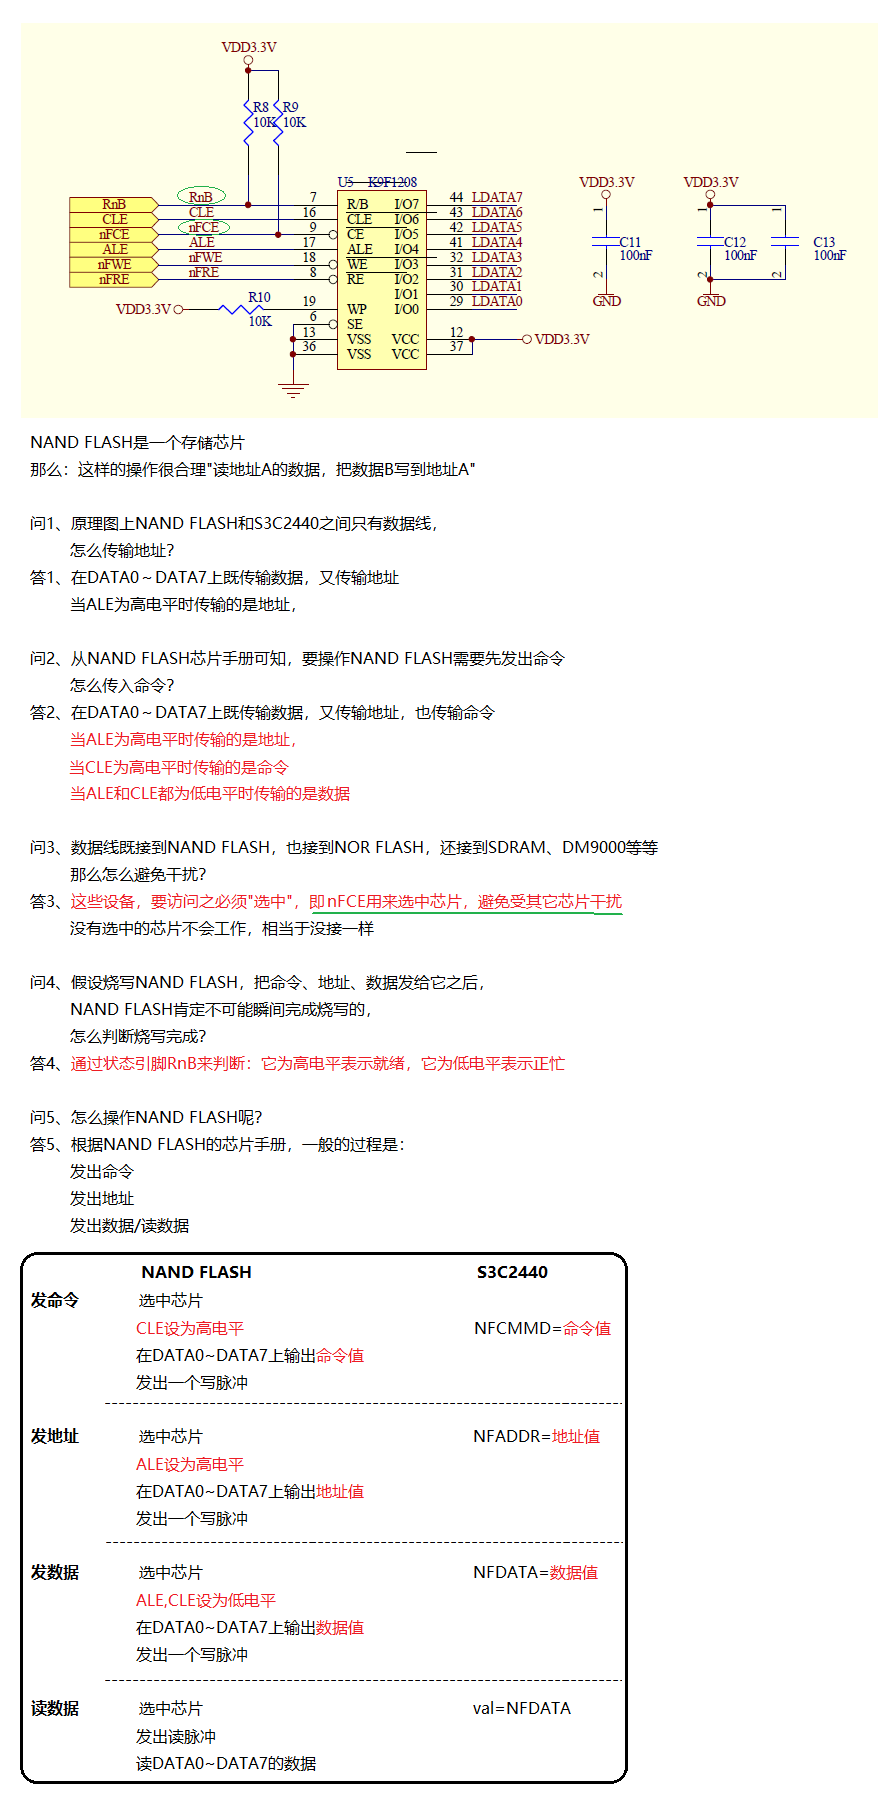 VDD3.3V
R8 R9
10K 10K
U5 K9F1208
RnB RnB 7 R/B I/O7 44 LDATA7
CLE CLE 16 CLE I/O6 43 LDATA6
nFCE nFCE 9 CE I/O5 42 LDATA5
ALE ALE 17 ALE I/O4 41 LDATA4
nFWE nFWE 18 WE I/O3 32 LDATA3
nFRE nFRE 8 RE I/O2 31 LDATA2
I/O1 30 LDATA1
VDD3.3V R10 10K 19 WP I/O0 29 LDATA0
6 SE
13 VSS VCC 12 VDD3.3V
36 VSS VCC 37
VDD3.3V VDD3.3V
1 1 1
C11 C12 C13
100nF 100nF 100nF
2 2 2
GND GND
NAND FLASH是一个存储芯片
那么：这样的操作很合理"读地址A的数据，把数据B写到地址A"
问1、原理图上NAND FLASH和S3C2440之间只有数据线，
怎么传输地址？
答1、在DATA0～DATA7上既传输数据，又传输地址
当ALE为高电平时传输的是地址，
问2、从NAND FLASH芯片手册可知，要操作NAND FLASH需要先发出命令
怎么传入命令？
答2、在DATA0～DATA7上既传输数据，又传输地址，也传输命令
当ALE为高电平时传输的是地址，
当CLE为高电平时传输的是命令
当ALE和CLE都为低电平时传输的是数据
问3、数据线既接到NAND FLASH，也接到NOR FLASH，还接到SDRAM、DM9000等等
那么怎么避免干扰？
答3、这些设备，要访问之必须"选中"，即nFCE用来选中芯片，避免受其它芯片干扰
没有选中的芯片不会工作，相当于没接一样
问4、假设烧写NAND FLASH，把命令、地址、数据发给它之后，
NAND FLASH肯定不可能瞬间完成烧写的，
怎么判断烧写完成？
答4、通过状态引脚RnB来判断：它为高电平表示就绪，它为低电平表示正忙
问5、怎么操作NAND FLASH呢？
答5、根据NAND FLASH的芯片手册，一般的过程是：
发出命令
发出地址
发出数据/读数据
NAND FLASH S3C2440
发命令 选中芯片
CLE设为高电平 NFCMMD=命令值
在DATA0~DATA7上输出命令值
发出一个写脉冲
发地址 选中芯片 NFADDR=地址值
ALE设为高电平
在DATA0~DATA7上输出地址值
发出一个写脉冲
发数据 选中芯片 NFDATA=数据值
ALE,CLE设为低电平
在DATA0~DATA7上输出数据值
发出一个写脉冲
读数据 选中芯片 val=NFDATA
发出读脉冲
读DATA0~DATA7的数据